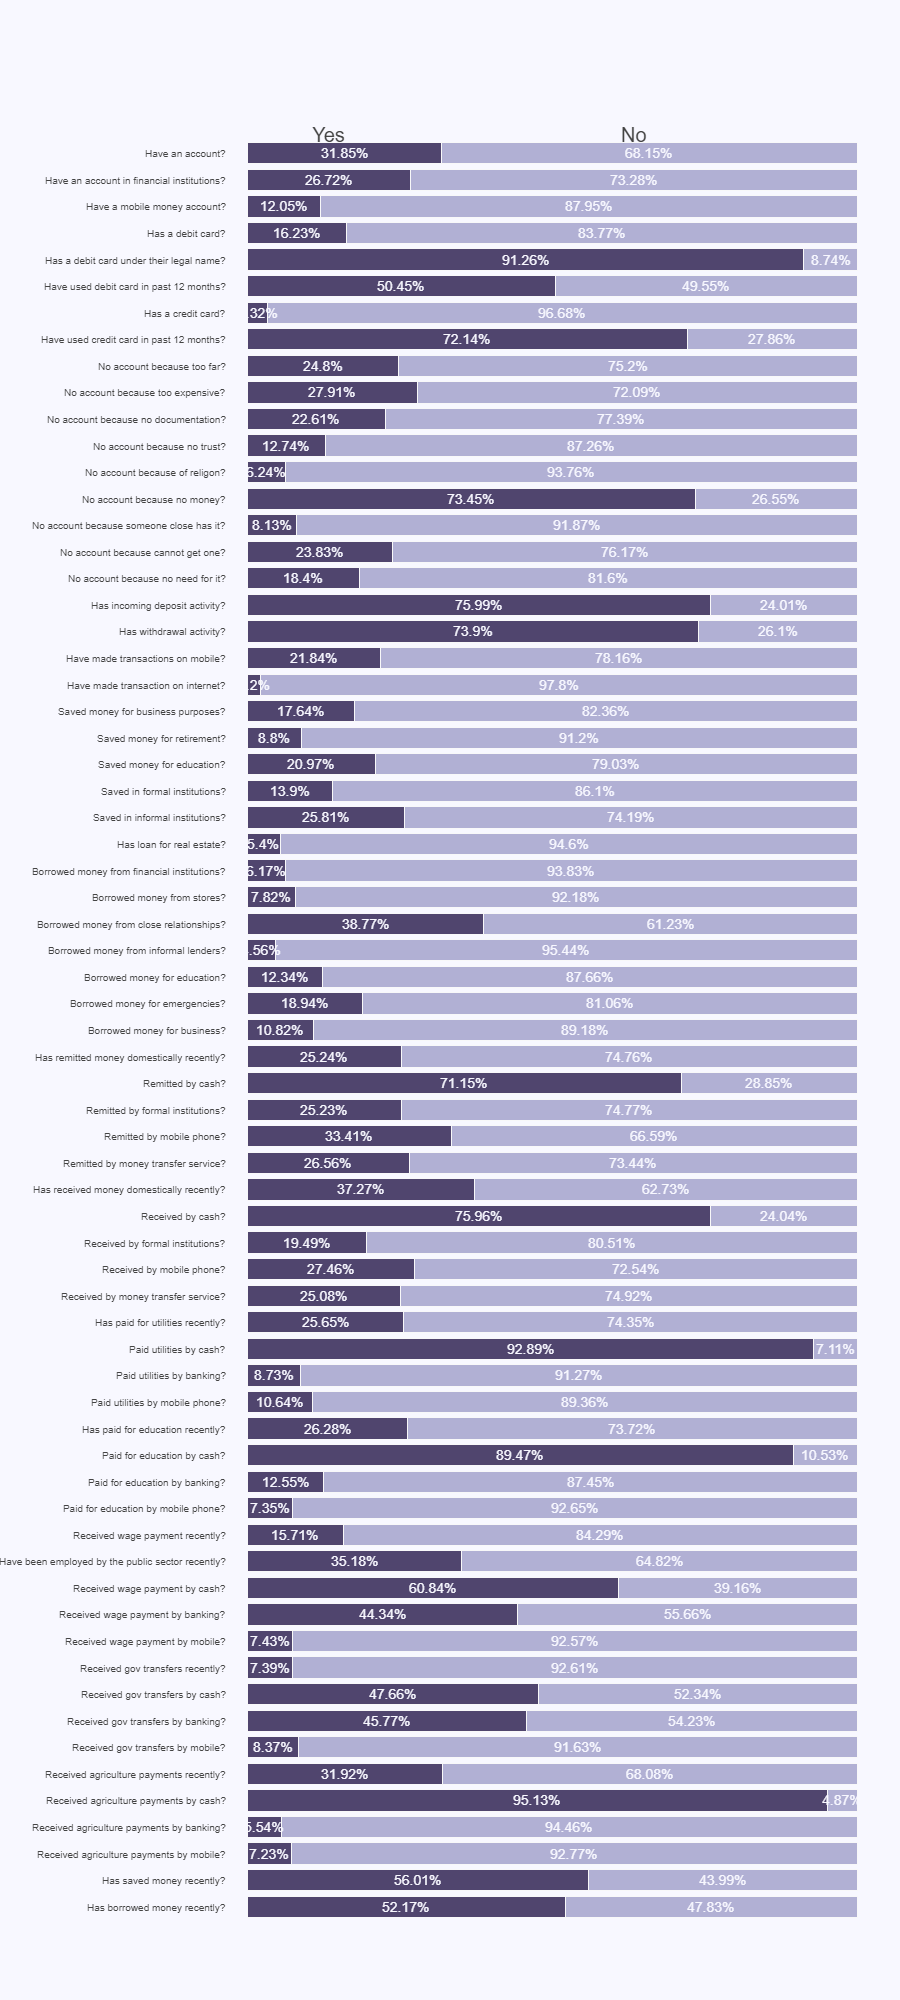 Yes No
Have an account? 31.85% 68.15%
Have an account in financial institutions? 26.72% 73.28%
Have a mobile money account? 12.05% 87.95%
Has a debit card? 16.23% 83.77%
Has a debit card under their legal name? 91.26% 8.74%
Have used debit card in past 12 months? 50.45% 49.55%
Has a credit card? .32% 96.68%
Have used credit card in past 12 months? 72.14% 27.86%
No account because too far? 24.8% 75.2%
No account because too expensive? 27.91% 72.09%
No account because no documentation? 22.61% 77.39%
No account because no trust? 12.74% 87.26%
No account because of religon? 6.24% 93.76%
No account because no money? 73.45% 26.55%
No account because someone close has it? 8.13% 91.87%
No account because cannot get one? 23.83% 76.17%
No account because no need for it? 18.4% 81.6%
Has incoming deposit activity? 75.99% 24.01%
Has withdrawal activity? 73.9% 26.1%
Have made transactions on mobile? 21.84% 78.16%
Have made transaction on internet? .2% 97.8%
Saved money for business purposes? 17.64% 82.36%
Saved money for retirement? 8.8% 91.2%
Saved money for education? 20.97% 79.03%
Saved in formal institutions? 13.9% 86.1%
Saved in informal institutions? 25.81% 74.19%
Has loan for real estate? 5.4% 94.6%
Borrowed money from financial institutions? 6.17% 93.83%
Borrowed money from stores? 7.82% 92.18%
Borrowed money from close relationships? 38.77% 61.23%
Borrowed money from informal lenders? .56% 95.44%
Borrowed money for education? 12.34% 87.66%
Borrowed money for emergencies? 18.94% 81.06%
Borrowed money for business? 10.82% 89.18%
Has remitted money domestically recently? 25.24% 74.76%
Remitted by cash? 71.15% 28.85%
Remitted by formal institutions? 25.23% 74.77%
Remitted by mobile phone? 33.41% 66.59%
Remitted by money transfer service? 26.56% 73.44%
Has received money domestically recently? 37.27% 62.73%
Received by cash? 75.96% 24.04%
Received by formal institutions? 19.49% 80.51%
Received by mobile phone? 27.46% 72.54%
Received by money transfer service? 25.08% 74.92%
Has paid for utilities recently? 25.65% 74.35%
Paid utilities by cash? 92.89% 7.11%
Paid utilities by banking? 8.73% 91.27%
Paid utilities by mobile phone? 10.64% 89.36%
Has paid for education recently? 26.28% 73.72%
Paid for education by cash? 89.47% 10.53%
Paid for education by banking? 12.55% 87.45%
Paid for education by mobile phone? 7.35% 92.65%
Received wage payment recently? 15.71% 84.29%
Have been employed by the public sector recently? 35.18% 64.82%
Received wage payment by cash? 60.84% 39.16%
Received wage payment by banking? 44.34% 55.66%
Received wage payment by mobile? 7.43% 92.57%
Received gov transfers recently? 7.39% 92.61%
Received gov transfers by cash? 47.66% 52.34%
Received gov transfers by banking? 45.77% 54.23%
Received gov transfers by mobile? 8.37% 91.63%
Received agriculture payments recently? 31.92% 68.08%
Received agriculture payments by cash? 95.13% 4.87%
Received agriculture payments by banking? 5.54% 94.46%
Received agriculture payments by mobile? 7.23% 92.77%
Has saved money recently? 56.01% 43.99%
Has borrowed money recently? 52.17% 47.83%